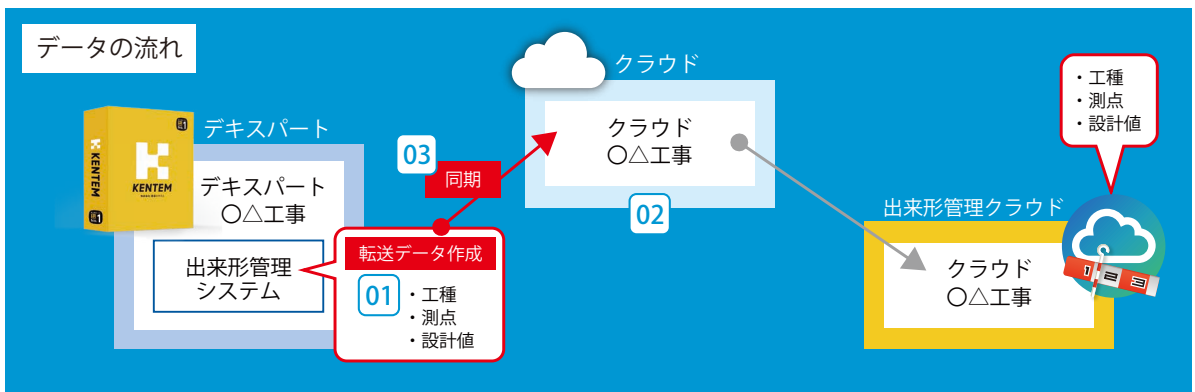 データの流れ
デキスパート
KENTEM
K KENTEM
デキスパート
〇△工事
出来形管理
システム
転送データ作成
01
・工種
・測点
・設計値
03
同期
クラウド
クラウド
〇△工事
02
出来形管理クラウド
クラウド
〇△工事
・工種
・測点
・設計値
1 2 3